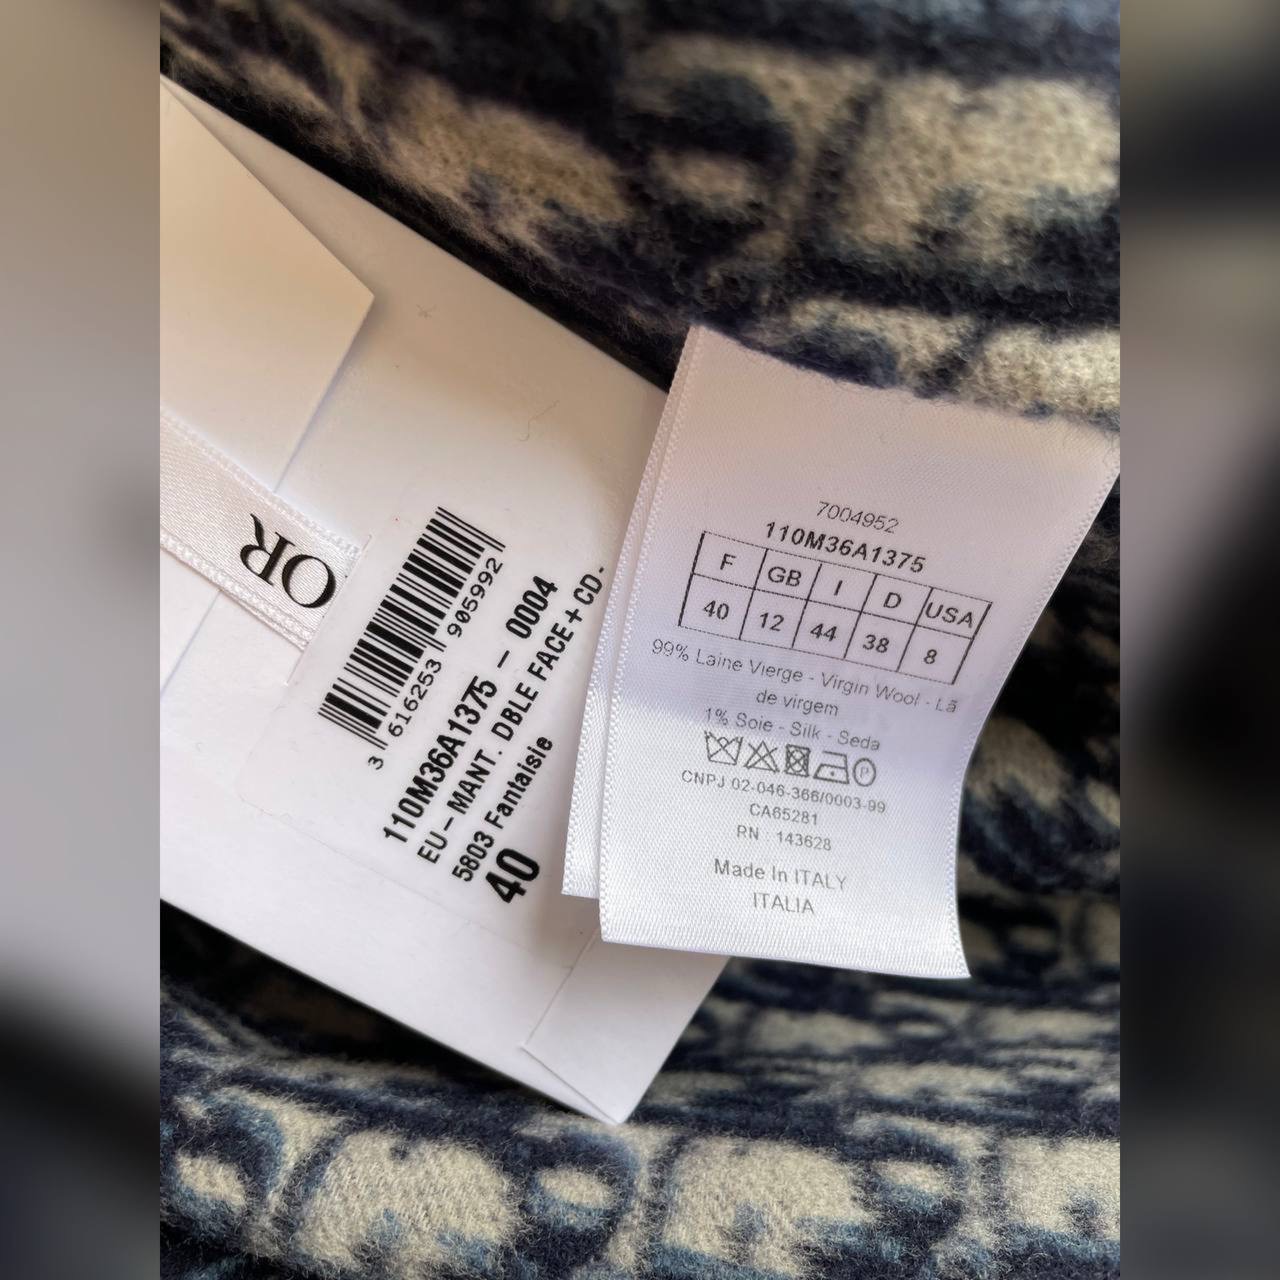 OR
3 616253 905992
110M36A1375 - 0004
EU-MANT. DBLE FACE+CD-
5803 Fantaisie
40
7004952
110M36A1375
F GB I D USA
40 12 44 38 8
99% Laine Vierge - Virgin Wool - Lã
de virgem
1% Soie - Silk - Seda
P
CNPJ 02-046-366/0003-99
CA65281
RN : 143628
Made In ITALY
ITALIA